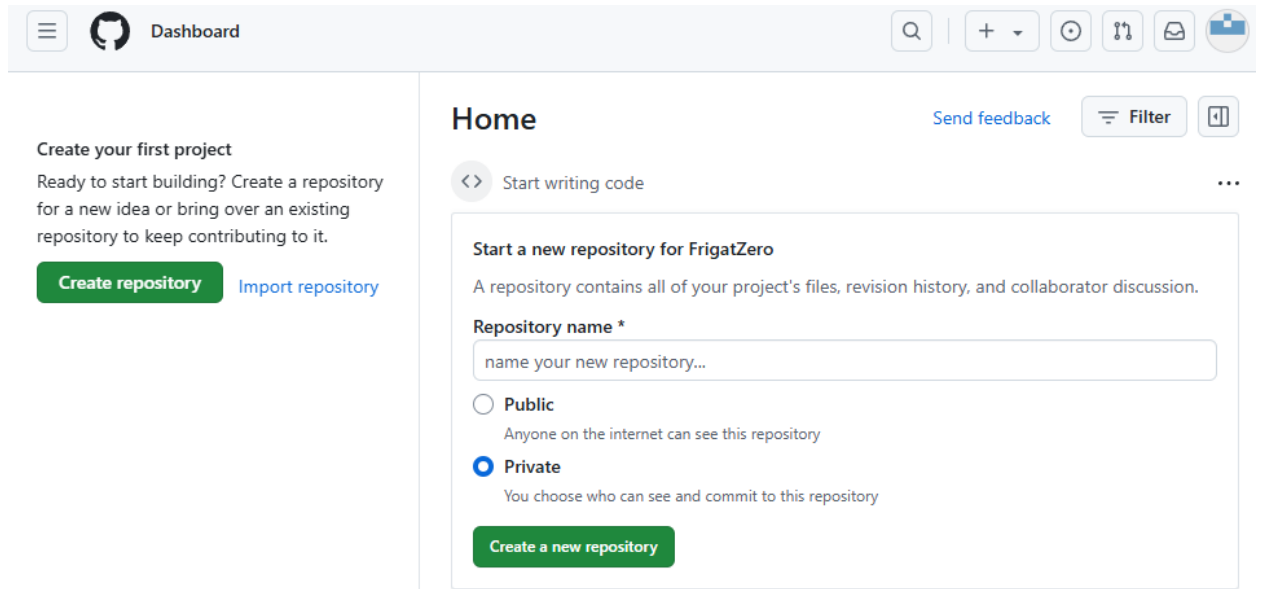 Dashboard
Create your first project
Ready to start building? Create a repository
for a new idea or bring over an existing
repository to keep contributing to it.
Create repository
Import repository
Home
Send feedback
Filter
Start writing code
Start a new repository for FrigatZero
A repository contains all of your project's files, revision history, and collaborator discussion.
Repository name *
name your new repository...
Public
Anyone on the internet can see this repository
Private
You choose who can see and commit to this repository
Create a new repository